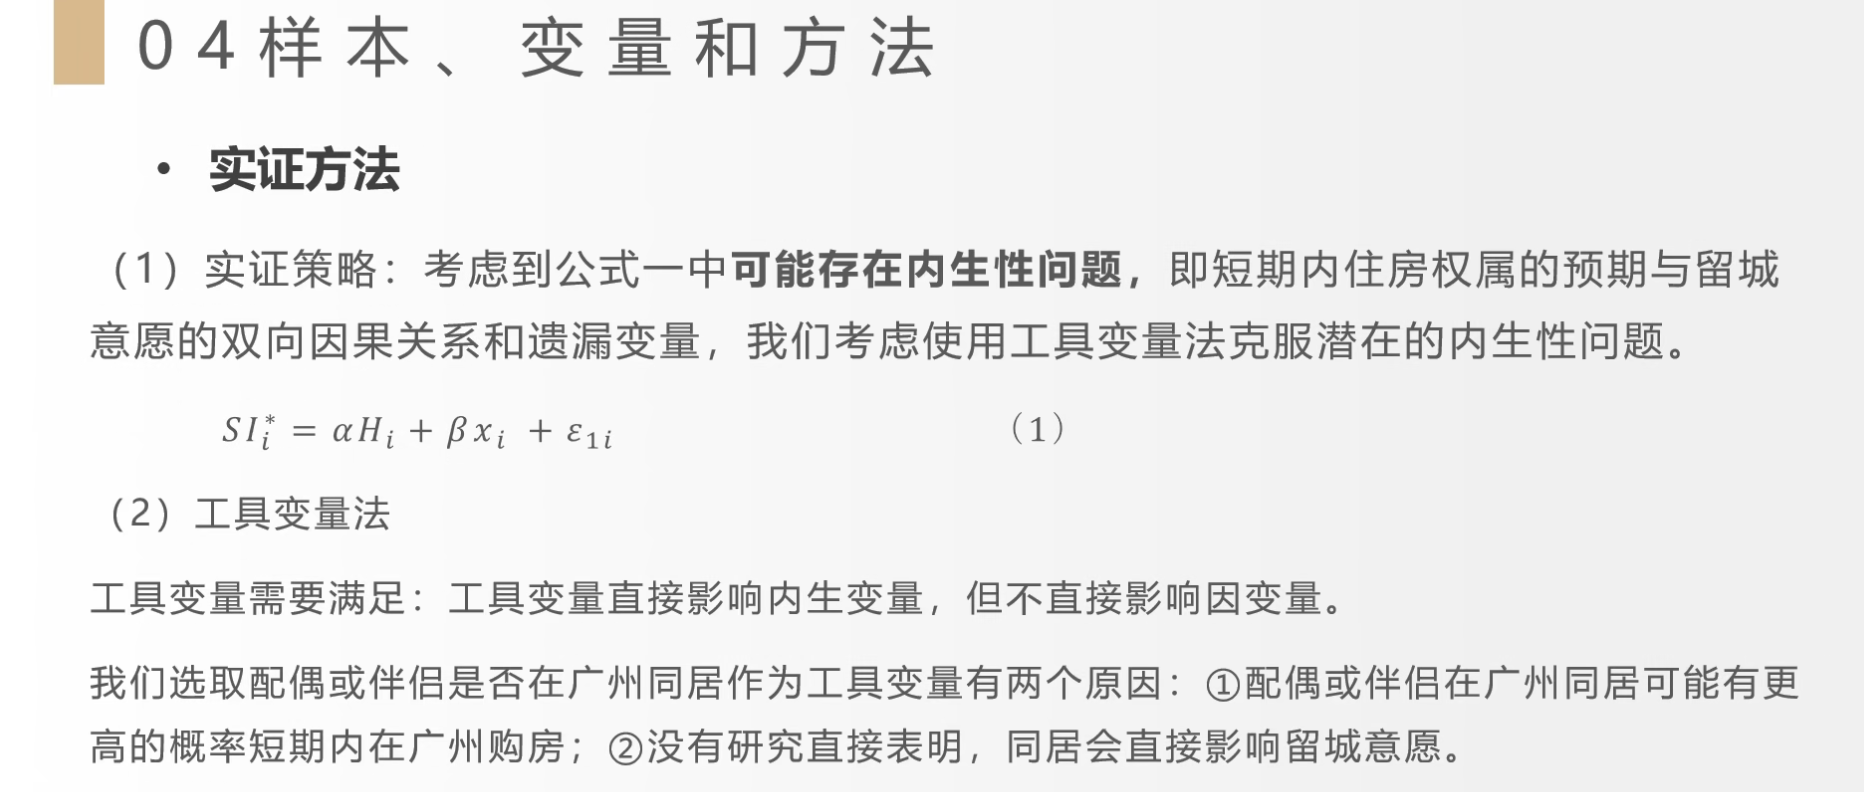 04样本、变量和方法
• 实证方法
（1）实证策略：考虑到公式一中可能存在内生性问题，即短期内住房权属的预期与留城
意愿的双向因果关系和遗漏变量，我们考虑使用工具变量法克服潜在的内生性问题。
SI*ᵢ = αHᵢ + βxᵢ + ε₁ᵢ （1）
（2）工具变量法
工具变量需要满足：工具变量直接影响内生变量，但不直接影响因变量。
我们选取配偶或伴侣是否在广州同居作为工具变量有两个原因：①配偶或伴侣在广州同居可能有更
高的概率短期内在广州购房；②没有研究直接表明，同居会直接影响留城意愿。